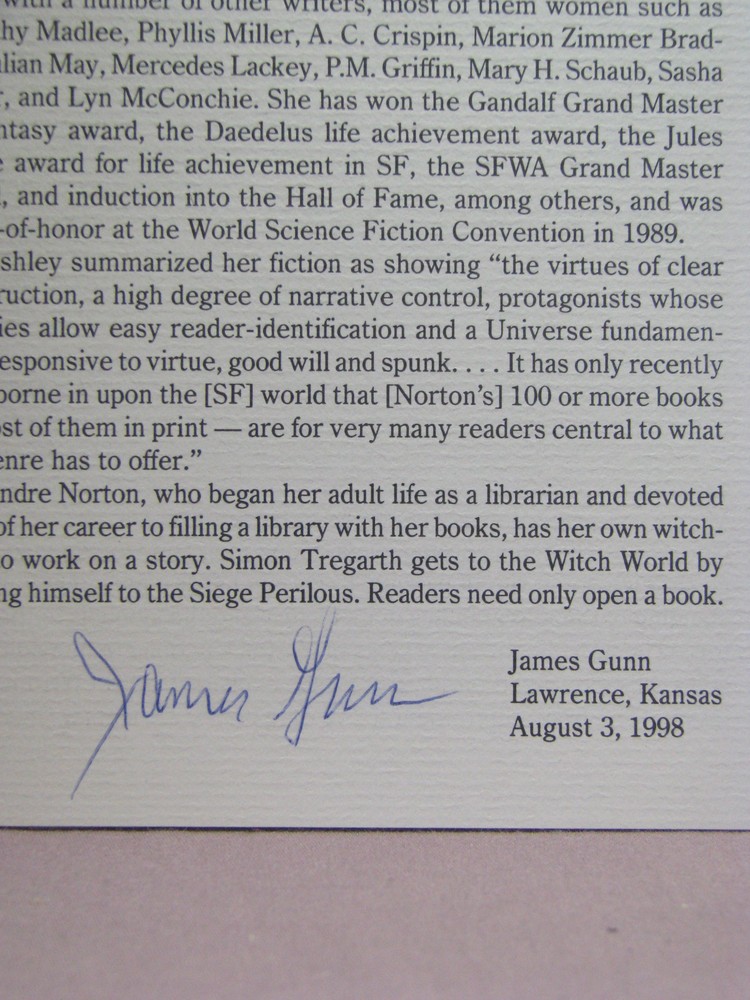 with a number of other writers, most of them women such as
hy Madlee, Phyllis Miller, A. C. Crispin, Marion Zimmer Brad-
lian May, Mercedes Lackey, P.M. Griffin, Mary H. Schaub, Sasha
, and Lyn McConchie. She has won the Gandalf Grand Master
ntasy award, the Daedelus life achievement award, the Jules
e award for life achievement in SF, the SFWA Grand Master
, and induction into the Hall of Fame, among others, and was
-of-honor at the World Science Fiction Convention in 1989.
shley summarized her fiction as showing “the virtues of clear
ruction, a high degree of narrative control, protagonists whose
ies allow easy reader-identification and a Universe fundamen-
esponsive to virtue, good will and spunk. . . . It has only recently
borne in upon the [SF] world that [Norton’s] 100 or more books
st of them in print — are for very many readers central to what
enre has to offer.”
ndre Norton, who began her adult life as a librarian and devoted
of her career to filling a library with her books, has her own witch-
o work on a story. Simon Tregarth gets to the Witch World by
ng himself to the Siege Perilous. Readers need only open a book.
James Gunn
James Gunn
Lawrence, Kansas
August 3, 1998